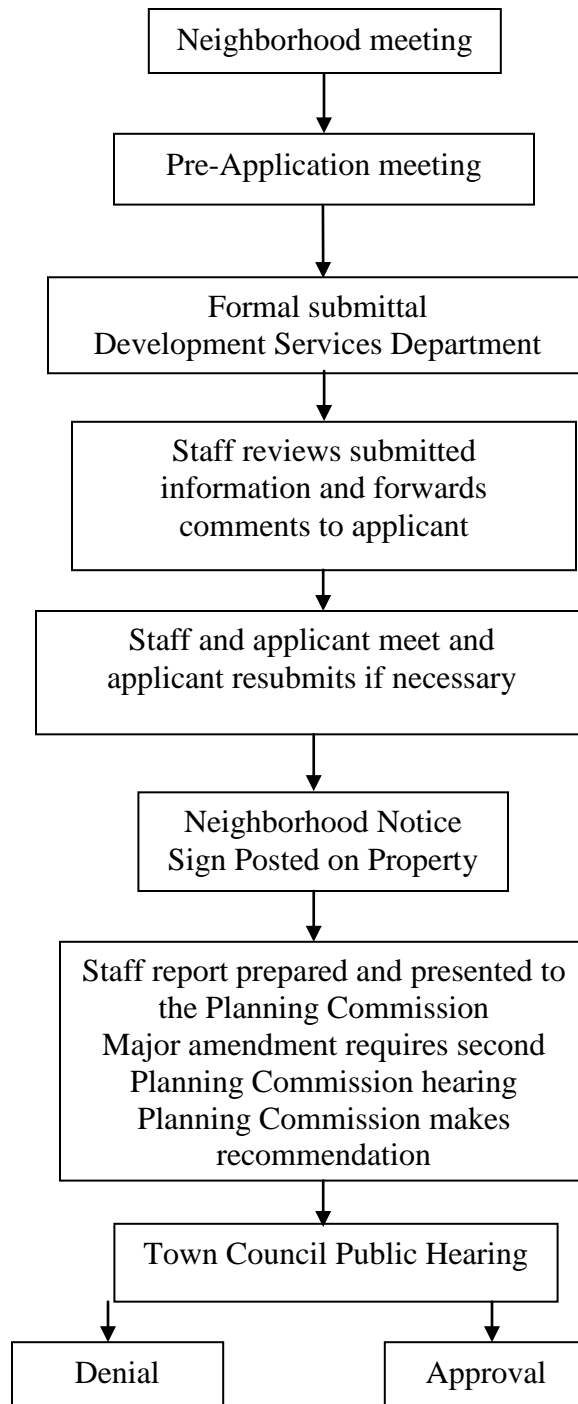 Neighborhood meeting
Pre-Application meeting
Formal submittal
Development Services Department
Staff reviews submitted
information and forwards
comments to applicant
Staff and applicant meet and
applicant resubmits if necessary
Neighborhood Notice
Sign Posted on Property
Staff report prepared and presented to
the Planning Commission
Major amendment requires second
Planning Commission hearing
Planning Commission makes
recommendation
Town Council Public Hearing
Denial
Approval